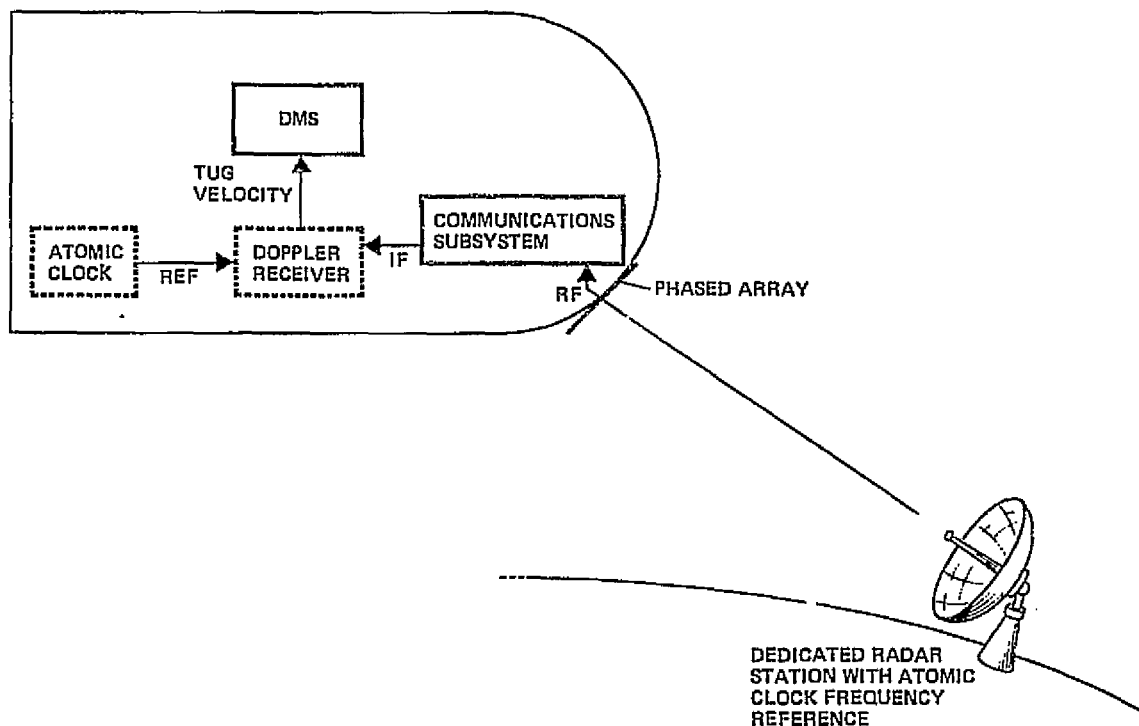 DMS
TUG
VELOCITY
COMMUNICATIONS
SUBSYSTEM
ATOMIC
CLOCK
REF
DOPPLER
RECEIVER
IF
RF
PHASED ARRAY
DEDICATED RADAR
STATION WITH ATOMIC
CLOCK FREQUENCY
REFERENCE